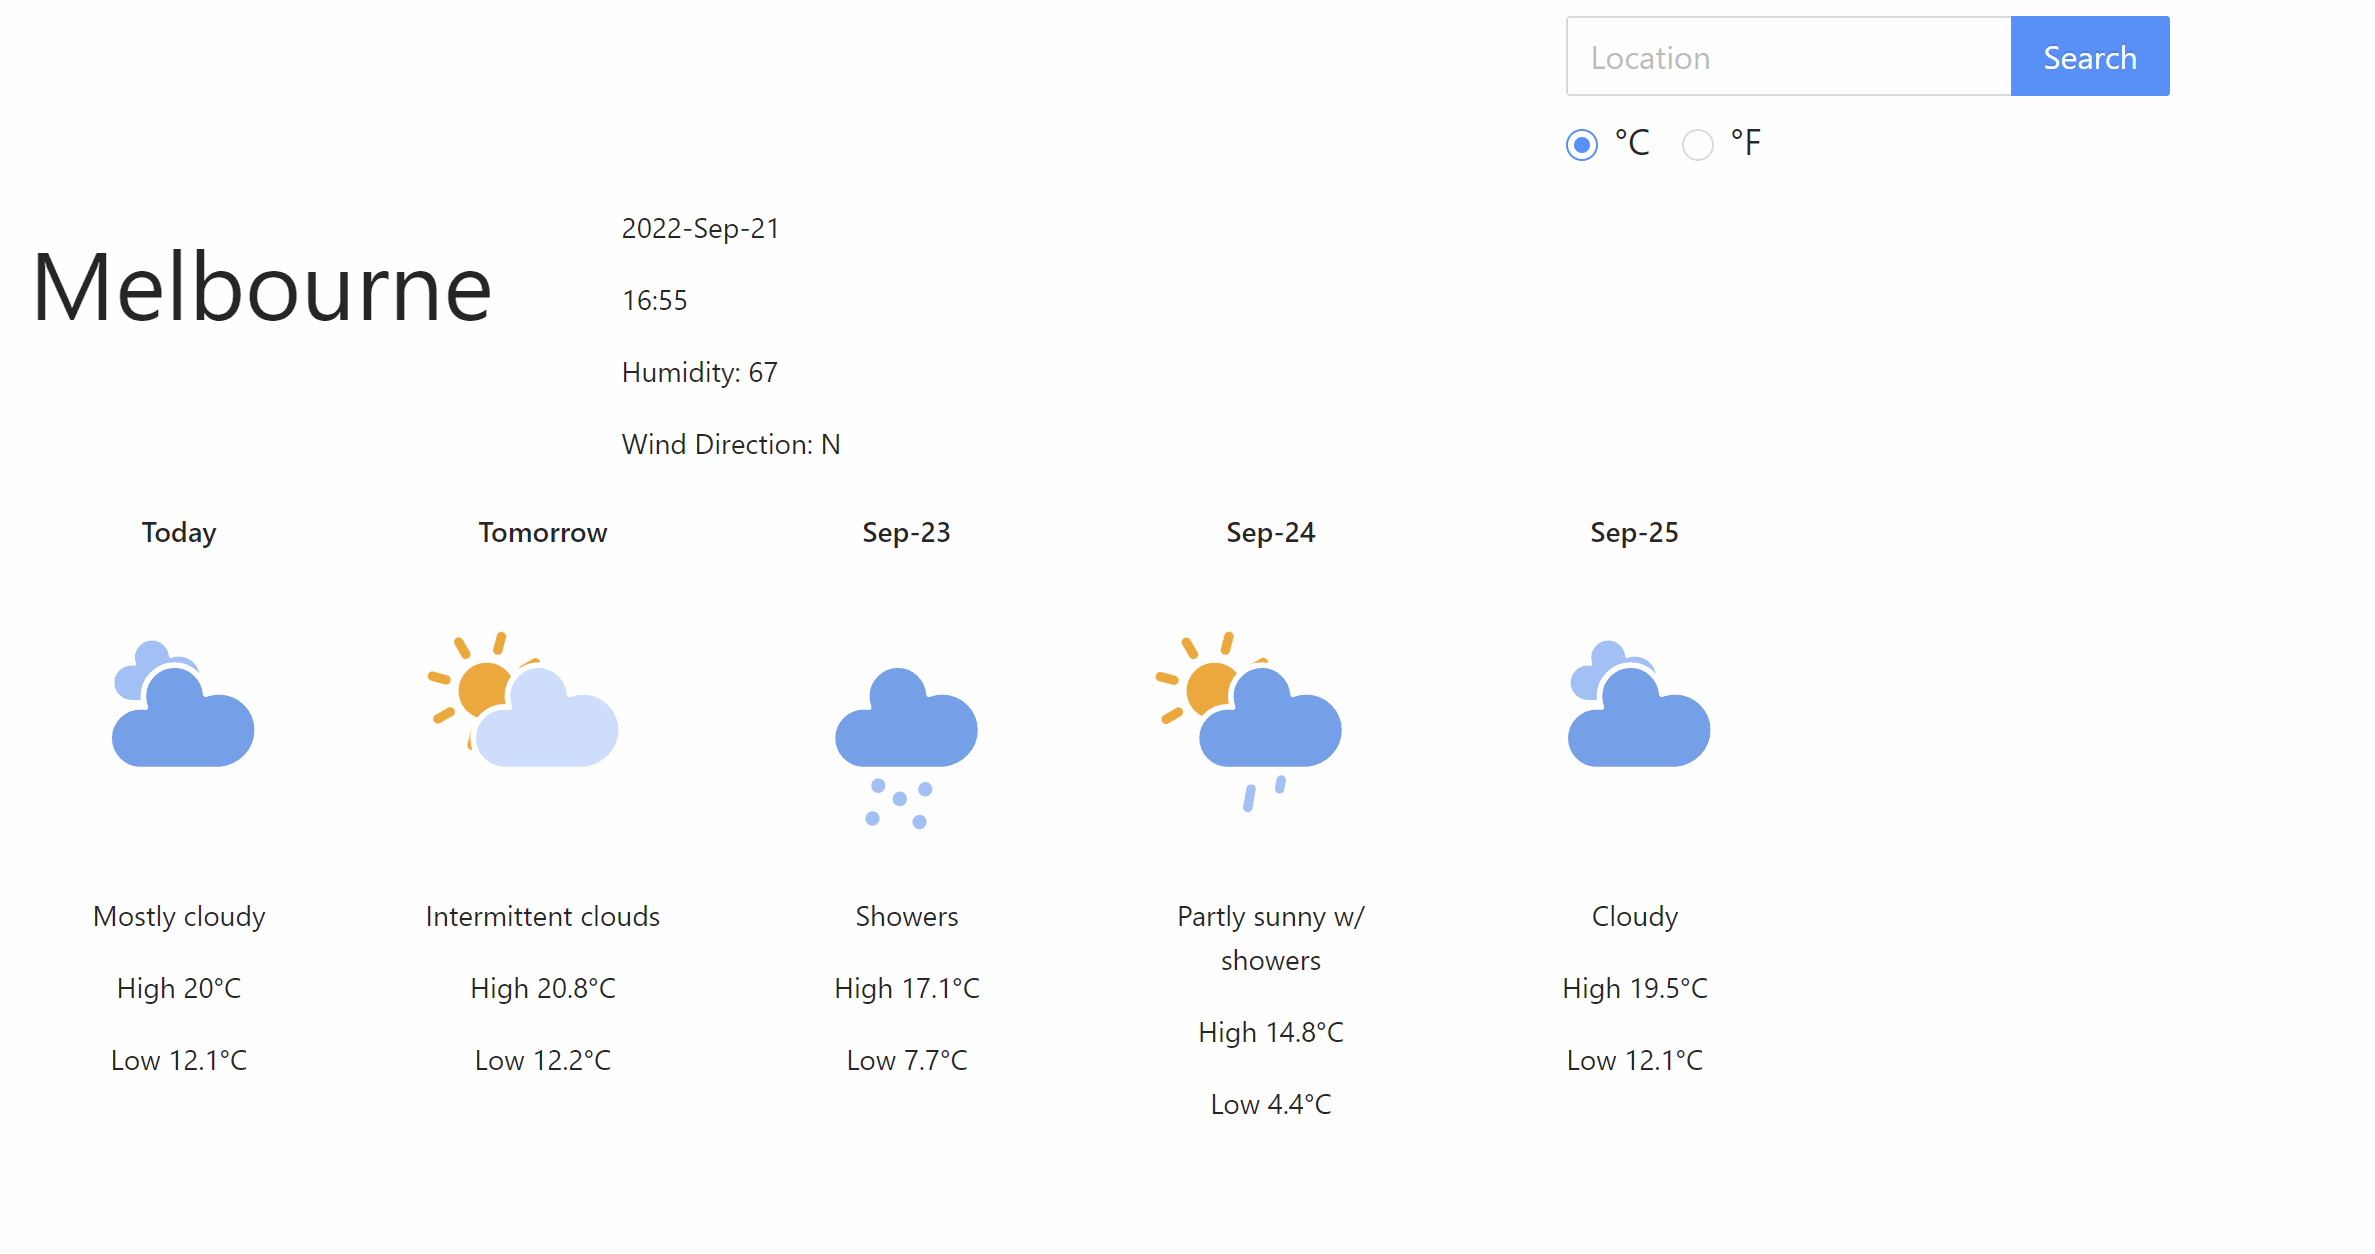 Location
Search
°C
°F
Melbourne
2022-Sep-21
16:55
Humidity: 67
Wind Direction: N
Today
Mostly cloudy
High 20°C
Low 12.1°C
Tomorrow
Intermittent clouds
High 20.8°C
Low 12.2°C
Sep-23
Showers
High 17.1°C
Low 7.7°C
Sep-24
Partly sunny w/
showers
High 14.8°C
Low 4.4°C
Sep-25
Cloudy
High 19.5°C
Low 12.1°C